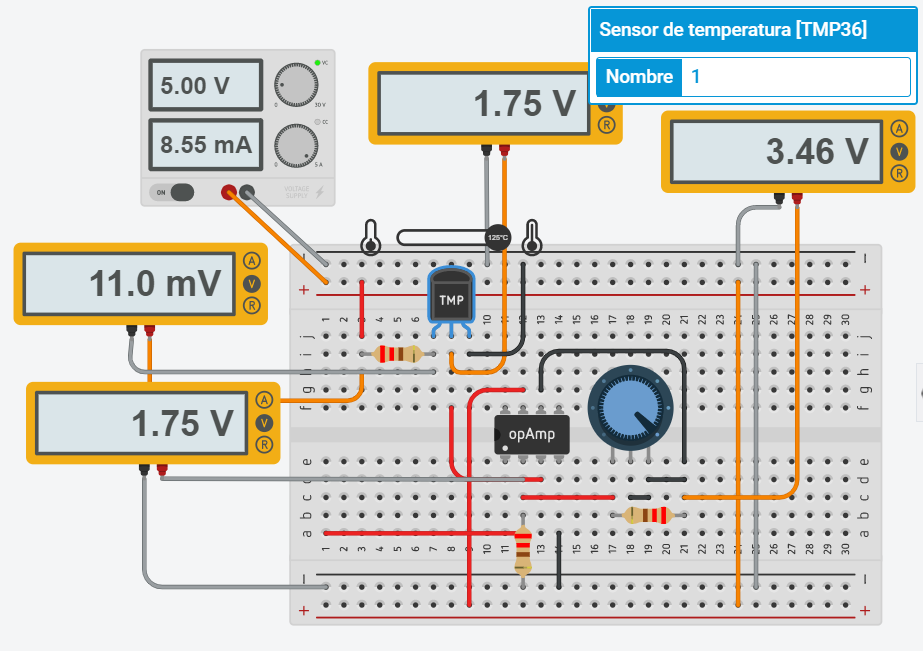 Sensor de temperatura [TMP36]
Nombre 1
5.00 V
VC
0 30 V
8.55 mA
CC
0 5 A
ON
VOLTAGE
SUPPLY
1.75 V
V
R
3.46 V
A
V
R
125°C
11.0 mV
A
V
R
TMP
1.75 V
A
V
R
opAmp
1 2 3 4 5 6 10 11 12 13 14 15 16 17 18 19 20 21 22 23 24 25 26 27 28 29 30
j i h g f
j i h g f
e d c b a
e d c b a
1 2 3 4 5 6 7 8 9 10 11 12 13 14 15 16 17 18 19 20 21 22 23 24 25 26 27 28 29 30